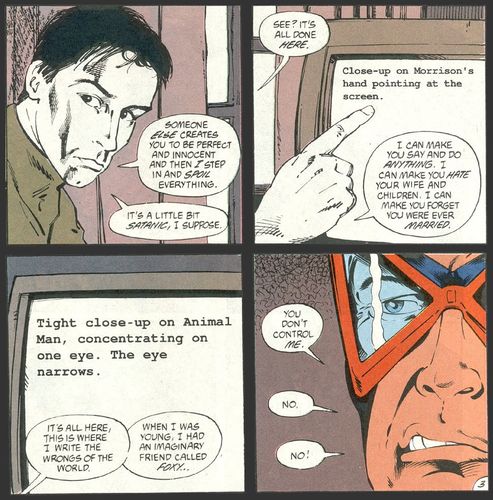 SOMEONE
ELSE CREATES
YOU TO BE PERFECT
AND INNOCENT
AND THEN I STEP
IN AND SPOIL
EVERYTHING.
IT'S A LITTLE BIT
SATANIC, I SUPPOSE.
SEE? IT'S
ALL DONE
HERE.
Close-up on Morrison's
hand pointing at the
screen.
I CAN MAKE
YOU SAY AND DO
ANYTHING. I
CAN MAKE YOU HATE
YOUR WIFE AND
CHILDREN. I CAN
MAKE YOU FORGET
YOU WERE EVER
MARRIED.
Tight close-up on Animal
Man, concentrating on
one eye. The eye
narrows.
IT'S ALL HERE,
THIS IS WHERE
I WRITE THE
WRONGS OF THE
WORLD.
WHEN I WAS
YOUNG, I HAD
AN IMAGINARY
FRIEND CALLED
FOXY...
YOU
DON'T
CONTROL
ME.
NO.
NO!
3